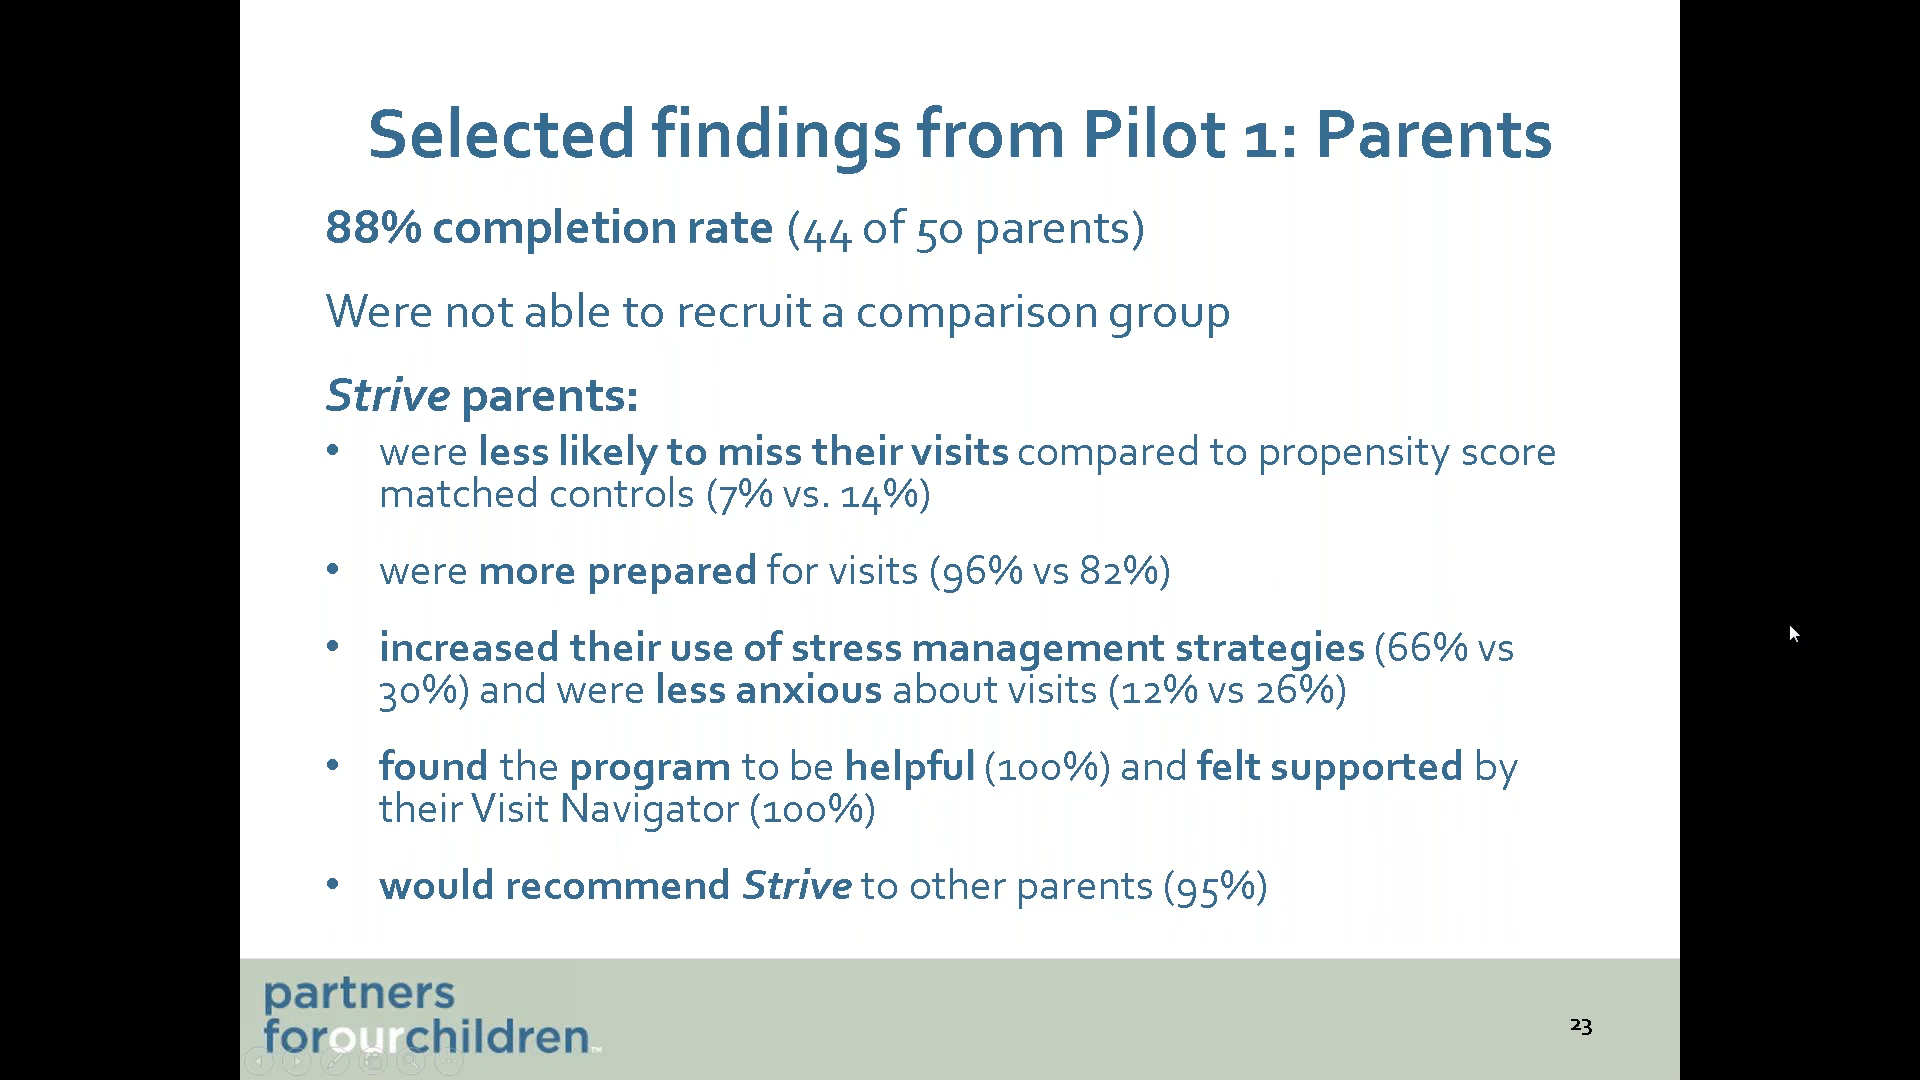 Selected findings from Pilot 1: Parents
88% completion rate (44 of 50 parents)
Were not able to recruit a comparison group
Strive parents:
• were less likely to miss their visits compared to propensity score
matched controls (7% vs. 14%)
• were more prepared for visits (96% vs 82%)
• increased their use of stress management strategies (66% vs
30%) and were less anxious about visits (12% vs 26%)
• found the program to be helpful (100%) and felt supported by
their Visit Navigator (100%)
• would recommend Strive to other parents (95%)
partners
forourchildren™
23